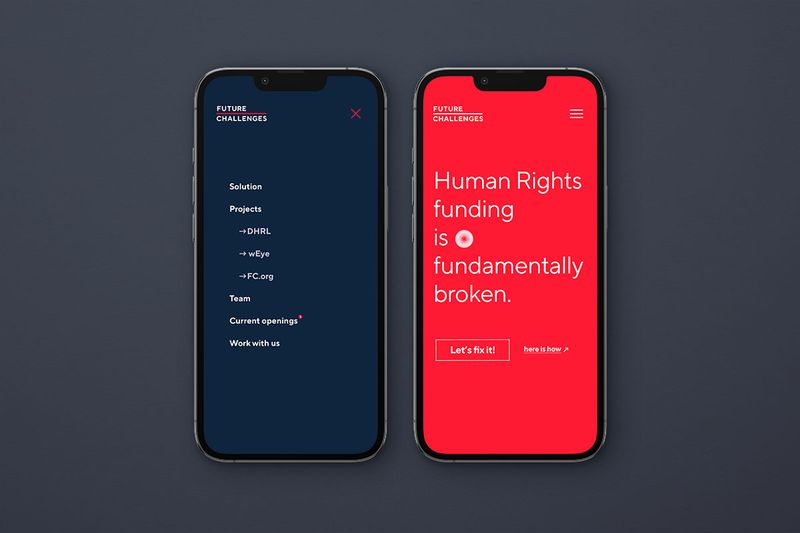 FUTURE
CHALLENGES
Solution
Projects
→DHRL
→ wEye
→FC.org
Team
Current openings
Work with us
FUTURE
CHALLENGES
Human Rights
funding
is
fundamentally
broken.
Let's fix it!
here is how ↗